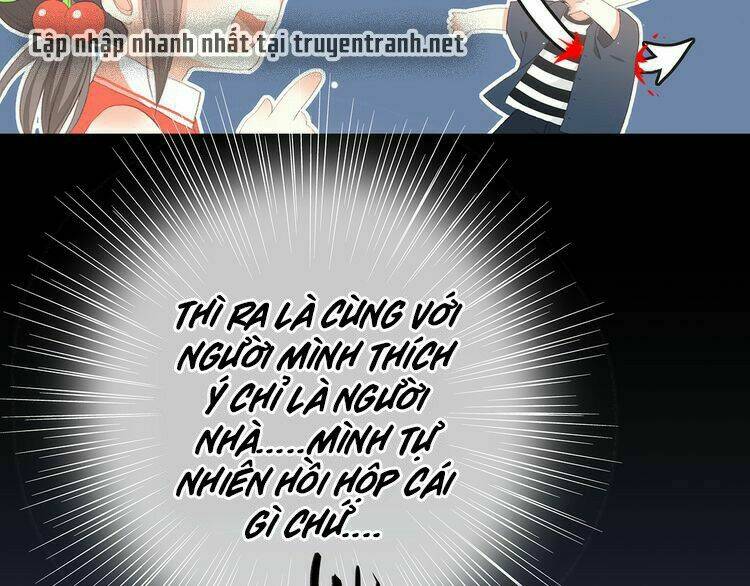 Cập nhập nhanh nhất tại truyentranh.net
THÌ RA LÀ CÙNG VỚI
NGƯỜI MÌNH THÍCH
Ý CHỈ LÀ NGƯỜI
NHÀ.....MÌNH TỰ
NHIÊN HỒI HỘP CÁI
GÌ CHỨ....